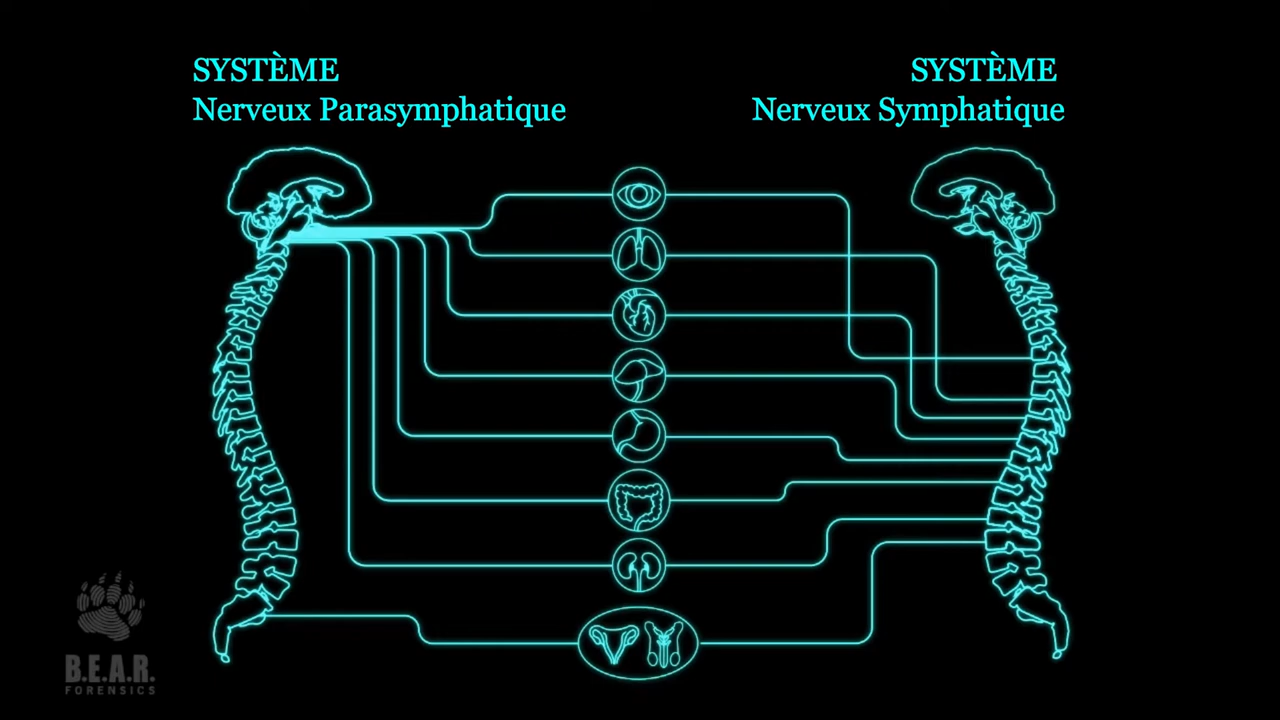 SYSTÈME
Nerveux Parasymphatique
SYSTÈME
Nerveux Symphatique
B.E.A.R.
FORENSICS